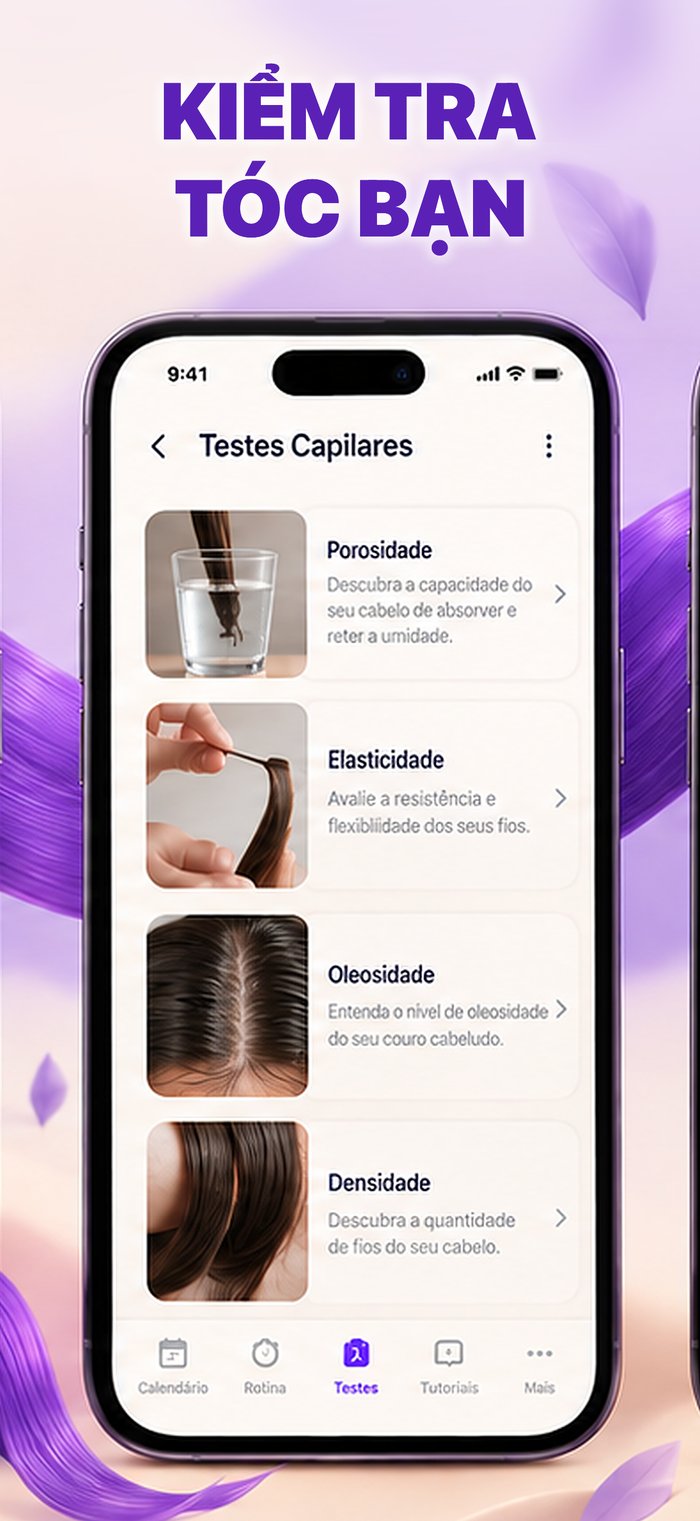 KIỂM TRA
TÓC BẠN
9:41
Testes Capilares
Porosidade
Descubra a capacidade do
seu cabelo de absorver e
reter a umidade.
Elasticidade
Avalie a resistência e
flexibliidade dos seus fios.
Oleosidade
Entenda o nível de oleosidade
do seu couro cabeludo.
Densidade
Descubra a quantidade
de fios do seu cabelo.
Calendário
Rotina
Testes
Tutoriais
Mais